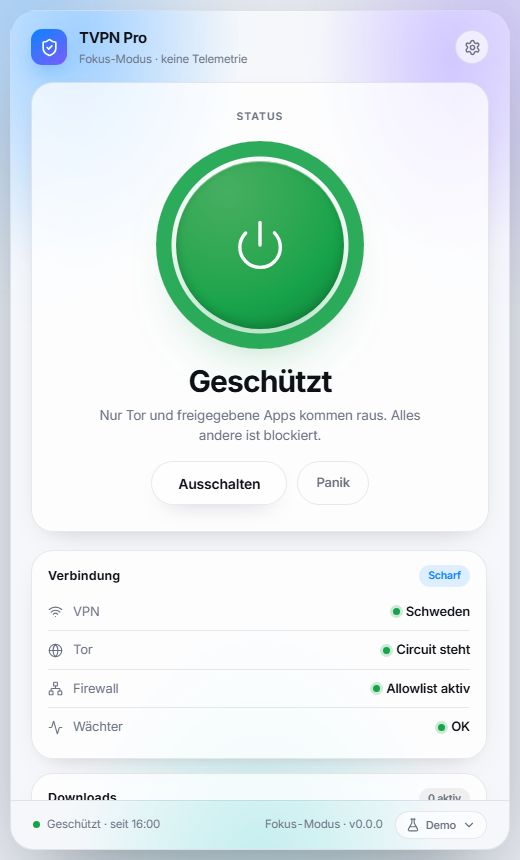 TVPN Pro
Fokus-Modus · keine Telemetrie
STATUS
Geschützt
Nur Tor und freigegebene Apps kommen raus. Alles
andere ist blockiert.
Ausschalten
Panik
Verbindung
Scharf
VPN
Schweden
Tor
Circuit steht
Firewall
Allowlist aktiv
Wächter
OK
Downloads
0 aktiv
Geschützt · seit 16:00
Fokus-Modus · v0.0.0
Demo